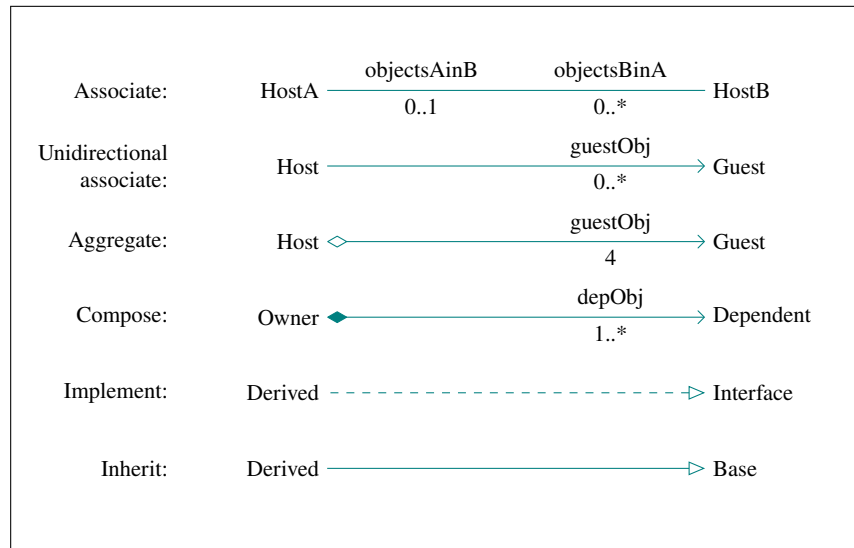 objectsAinB objectsBinA
Associate: HostA HostB
0..1 0..*
Unidirectional guestObj
associate: Host Guest
0..*
guestObj
Aggregate: Host Guest
4
depObj
Compose: Owner Dependent
1..*
Implement: Derived Interface
Inherit: Derived Base